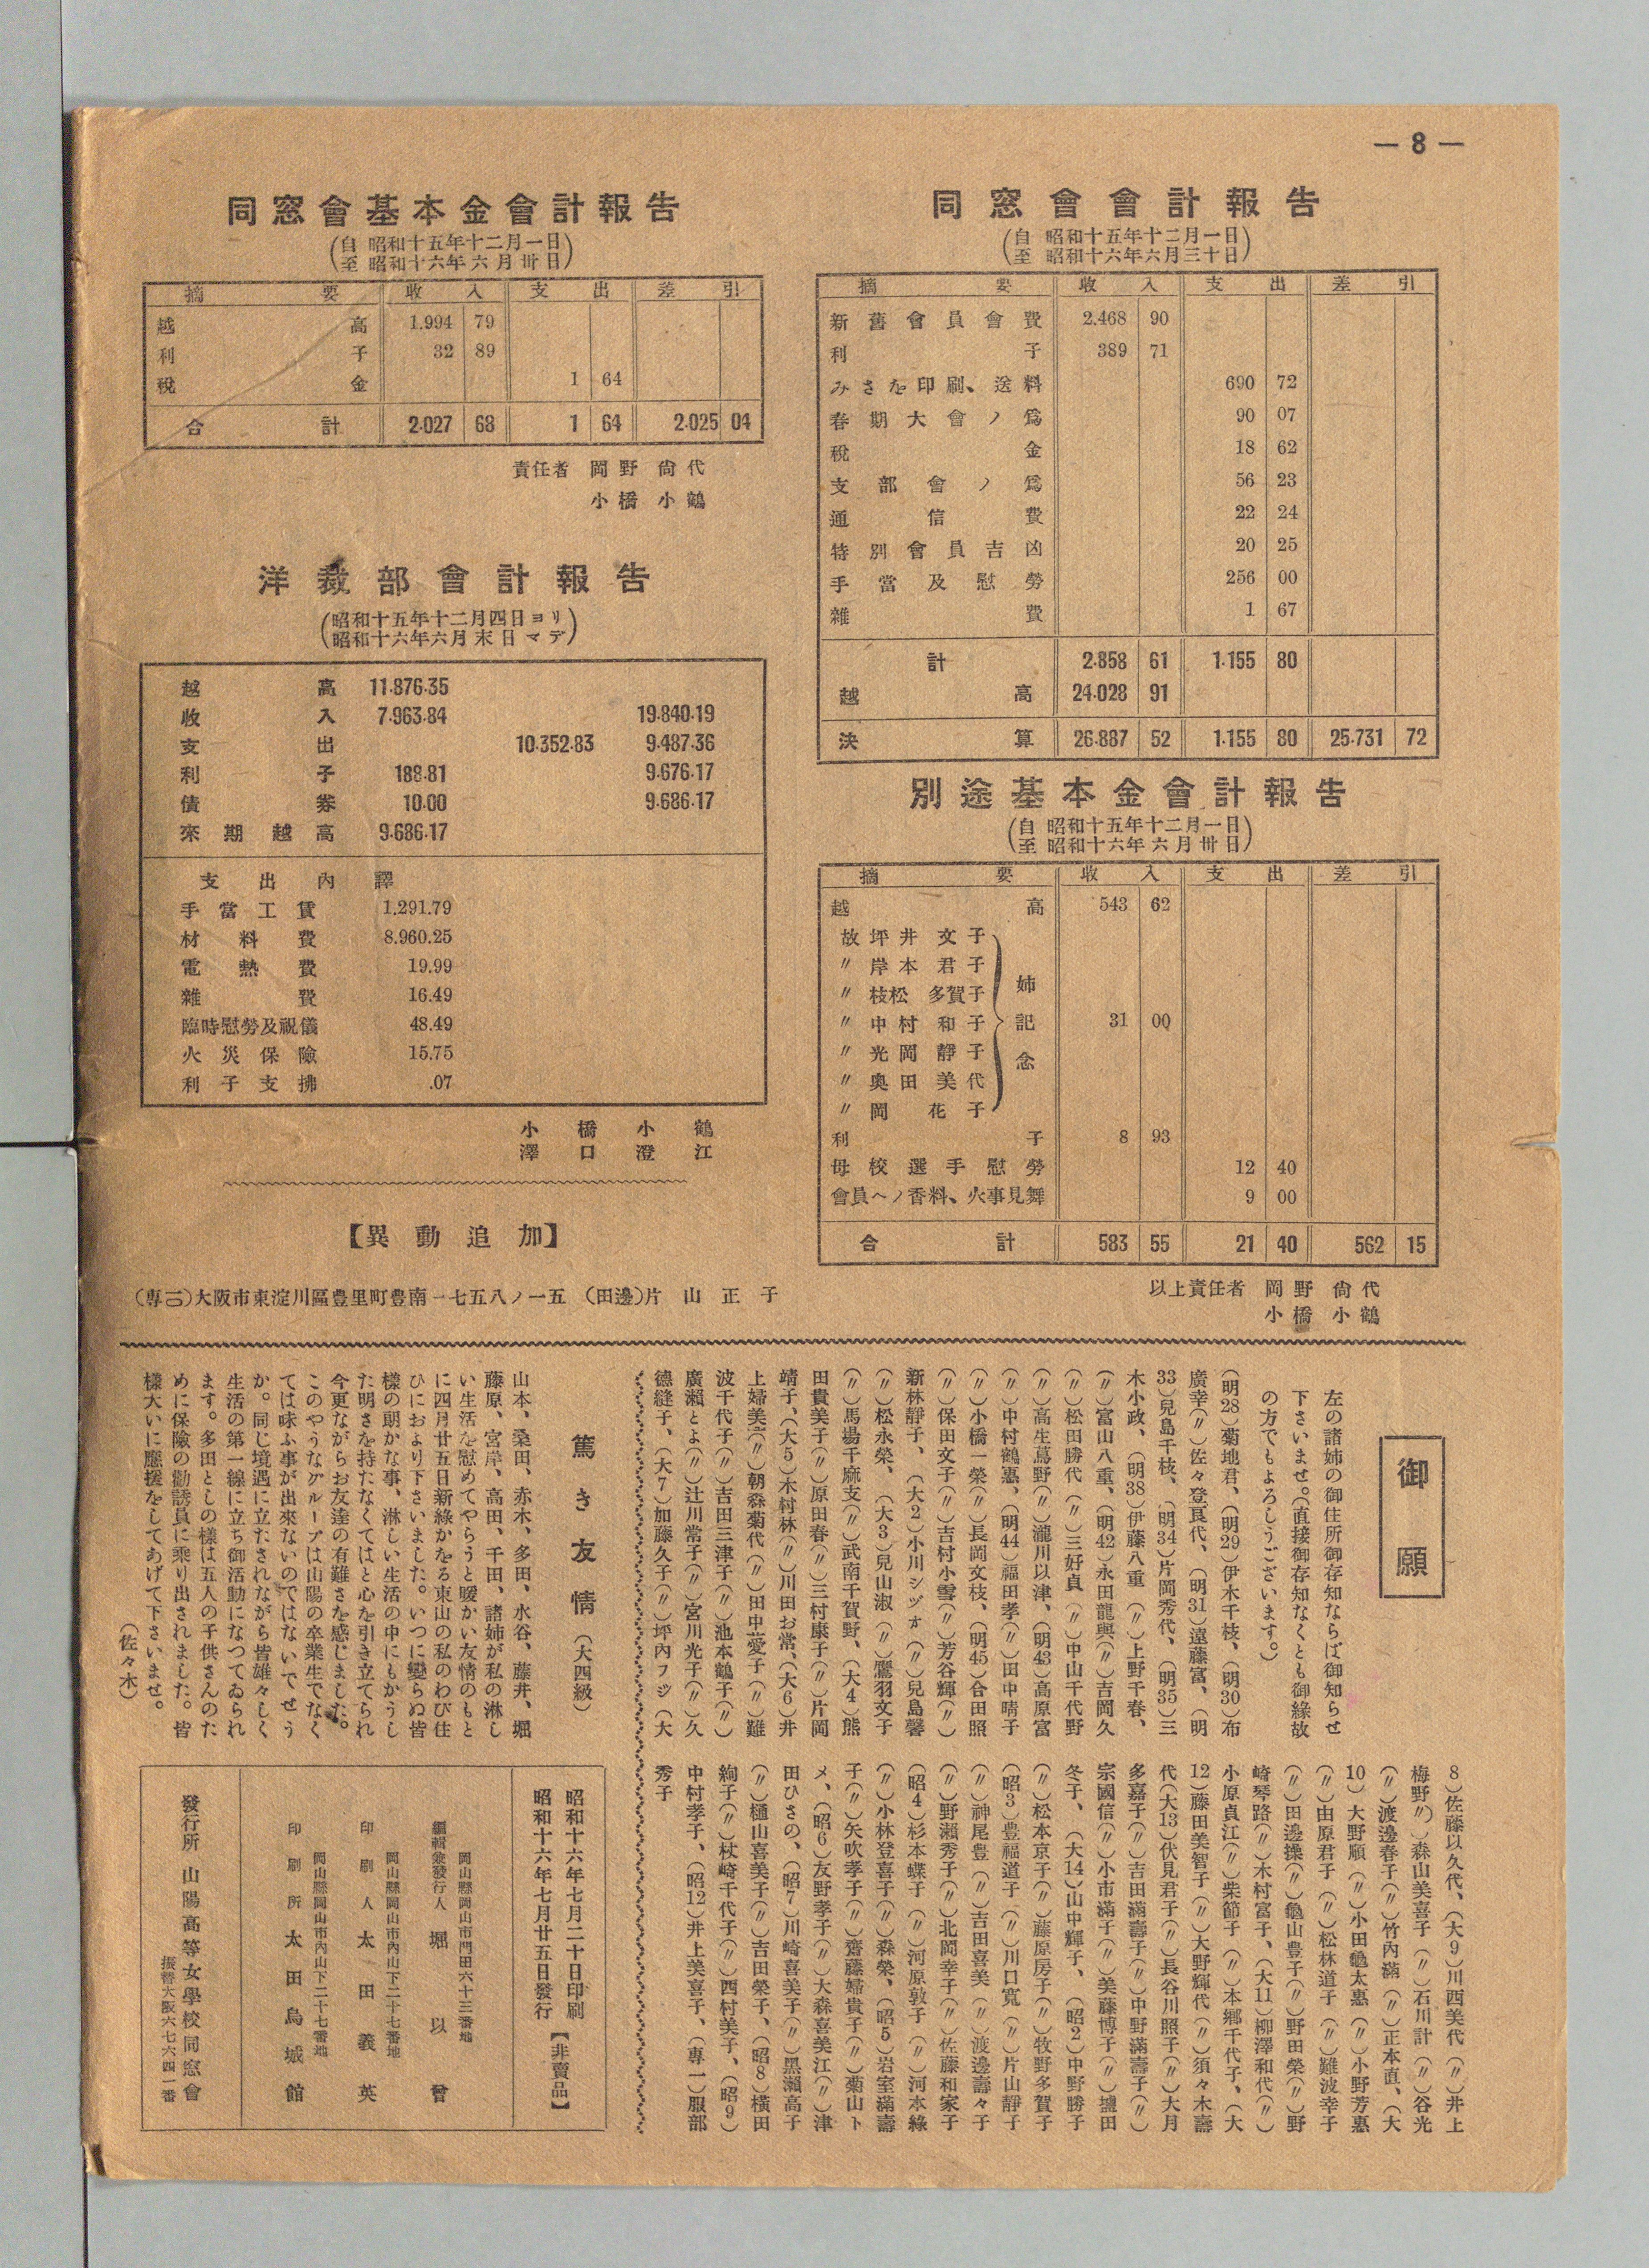 — 8 —
同窓會會計報告
(自 昭和十五年十二月一日
至 昭和十六年六月三十日)
摘要 收入 支出 差引
新舊會員會費 2.468 90
利子 389 71
みさを印刷、送料 690 72
春期大會ノ爲 90 07
稅金 18 62
支部會ノ爲 56 23
通信費 22 24
特別會員吉凶 20 25
手當及慰勞 256 00
雜費 1 67
計 2.858 61 1.155 80
越高 24.028 91
決算 26.887 52 1.155 80 25.731 72
別途基本金會計報告
(自 昭和十五年十二月一日
至 昭和十六年六月卅日)
摘要 收入 支出 差引
越高 543 62
故 坪井文子
〃 岸本君子
〃 枝松多賀子
〃 中村和子 姉記念 31 00
〃 光岡靜子
〃 奧田美代
〃 岡花子
利子 8 93
母校選手慰勞 12 40
會員ヘノ香料、火事見舞 9 00
合計 583 55 21 40 562 15
以上責任者 岡野尙代
小橋小鶴
同窓會基本金會計報告
(自 昭和十五年十二月一日
至 昭和十六年六月卅日)
摘要 收入 支出 差引
越高 1.994 79
利子 32 89
稅金 1 64
合計 2.027 68 1 64 2.025 04
責任者 岡野尙代
小橋小鶴
洋裁部會計報告
(昭和十五年十二月四日ヨリ
昭和十六年六月末日マデ)
越高 11.876.35
收入 7.963.84 19.840.19
支出 10.352.83 9.487.36
利子 188.81 9.676.17
債券 10.00 9.686.17
來期越高 9.686.17
支出內譯
手當工賃 1.291.79
材料費 8.960.25
電熱費 19.99
雜費 16.49
臨時慰勞及祝儀 48.49
火災保險 15.75
利子支拂 .07
小橋小鶴
澤口澄江
【異動追加】
(專三)大阪市東淀川區豊里町豊南一七五八ノ一五 (田邊)片山正子
御願
左の諸姉の御住所御存知ならば御知らせ
下さいませ。(直接御存知なくとも御緣故
の方でもよろしうございます。)
(明28)菊地君、(明29)伊木千枝、(明30)布
廣幸(〃)佐々登良代、(明31)遠藤富、(明
33)兒島千枝、(明34)片岡秀代、(明35)三
木小政、(明38)伊藤八重(〃)上野千春、
(〃)富山八重、(明42)永田龍與(〃)吉岡久
(〃)松田勝代(〃)三好貞(〃)中山千代野
(〃)高生蔦野(〃)瀧川以津、(明43)高原富
(〃)中村鶴惠、(明44)福田孝(〃)田中晴子
(〃)小橋一榮(〃)長岡文枝、(明45)合田照
(〃)保田文子(〃)吉村小雪(〃)芳谷輝(〃)
新林靜子、(大2)小川シヅオ(〃)兒島馨
(〃)松永榮、(大3)兒山淑(〃)鷹羽文子
(〃)馬場千麻支(〃)武南千賀野、(大4)熊
田貴美子(〃)原田春(〃)三村康子(〃)片岡
靖子、(大5)木村林(〃)川田お常、(大6)井
上婦美(〃)朝森菊代(〃)田中愛子(〃)難
波千代子(〃)吉田三津子(〃)池本鶴子(〃)
廣瀨とよ(〃)辻川常子(〃)宮川光子(〃)久
德縫子、(大7)加藤久子(〃)坪內フジ(大
8)佐藤以久代、(大9)川西美代(〃)井上
梅野(〃)森山美喜子(〃)石川計(〃)谷光
(〃)渡邊春子(〃)竹內滿(〃)正本直、(大
10)大野順(〃)小田龜太惠(〃)小野芳惠
(〃)由原君子(〃)松林道子(〃)難波幸子
(〃)田邊操(〃)龜山豊子(〃)野田榮(〃)野
崎琴路(〃)木村富子、(大11)柳澤和代(〃)
小原貞江(〃)柴節子(〃)本鄕千代子、(大
12)藤田美智子(〃)大野輝代(〃)須々木壽
代(大13)伏見君子(〃)長谷川照子(〃)大月
多嘉子(〃)吉田滿壽子(〃)中野滿壽子(〃)
宗國信(〃)小市滿子(〃)美藤博子(〃)壚田
冬子、(大14)山中輝子、(昭2)中野勝子
(〃)松本京子(〃)藤原房子(〃)牧野多賀子
(昭3)豊福道子(〃)川口寬(〃)片山靜子
(〃)神尾豊(〃)吉田喜美(〃)渡邊壽々子
(〃)野瀨秀子(〃)北岡幸子(〃)佐藤和家子
(昭4)杉本蝶子(〃)河原敦子(〃)河本綠
(〃)小林登喜子(〃)森榮、(昭5)岩室滿壽
子(〃)矢吹孝子(〃)齋藤婦貴子(〃)菊山ト
メ、(昭6)友野孝子(〃)大森喜美江(〃)津
田ひさの、(昭7)川崎喜美子(〃)黑瀨高子
(〃)樋山喜美子(〃)吉田榮子、(昭8)橫田
絢子(〃)杖崎千代子(〃)西村美子、(昭9)
中村孝子、(昭12)井上美喜子、(專一)服部
秀子
篤き友情 (大四級)
山本、桑田、赤木、多田、水谷、藤井、堀
藤原、宮岸、高田、千田、諸姉が私の淋し
い生活を慰めてやらうと暖かい友情のもと
に四月廿五日新綠かをる東山の私のわび住
ひにおより下さいました。いつに變らぬ皆
樣の朗かな事、淋しい生活の中にもかうし
た明さを持たなくてはと心を引き立てられ
今更ながらお友達の有難さを感じました。
このやうなグループは山陽の卒業生でなく
ては味ふ事が出來ないのではないでせう
か。同じ境遇に立たされながら皆雄々しく
生活の第一線に立ち御活動になつてゐられ
ます。多田としの樣は五人の子供さんのた
めに保險の勸誘員に乘り出されました。皆
樣大いに應援をしてあげて下さいませ。
(佐々木)
昭和十六年七月二十日印刷
昭和十六年七月廿五日發行 【非賣品】
岡山縣岡山市門田六十三番地
編輯兼發行人 堀以曾
岡山縣岡山市內山下二十七番地
印刷人 太田義英
岡山縣岡山市內山下二十七番地
印刷所 太田烏城館
發行所 山陽高等女學校同窓會
振替大阪六七六四一番